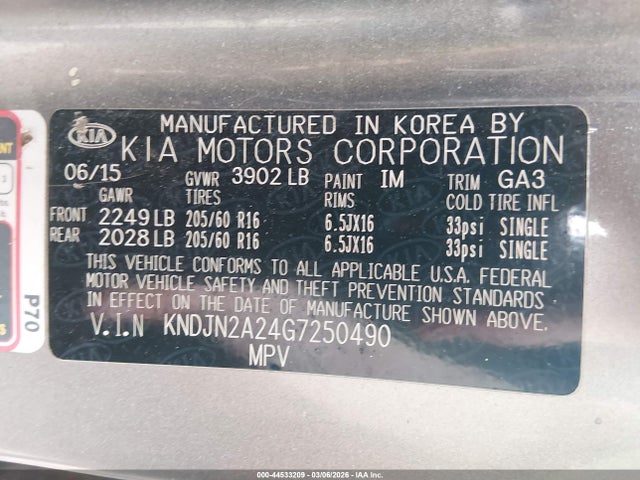 KIA
MANUFACTURED IN KOREA BY
KIA MOTORS CORPORATION
06/15 GVWR 3902 LB PAINT IM TRIM GA3
GAWR TIRES RIMS COLD TIRE INFL
FRONT 2249 LB 205/60 R16 6.5JX16 33psi SINGLE
REAR 2028 LB 205/60 R16 6.5JX16 33psi SINGLE
THIS VEHICLE CONFORMS TO ALL APPLICABLE U.S.A. FEDERAL
MOTOR VEHICLE SAFETY AND THEFT PREVENTION STANDARDS
IN EFFECT ON THE DATE OF MANUFACTURE SHOWN ABOVE.
V.I.N KNDJN2A24G7250490
MPV
P70
000-44533209 - 03/06/2026 - IAAI.COM